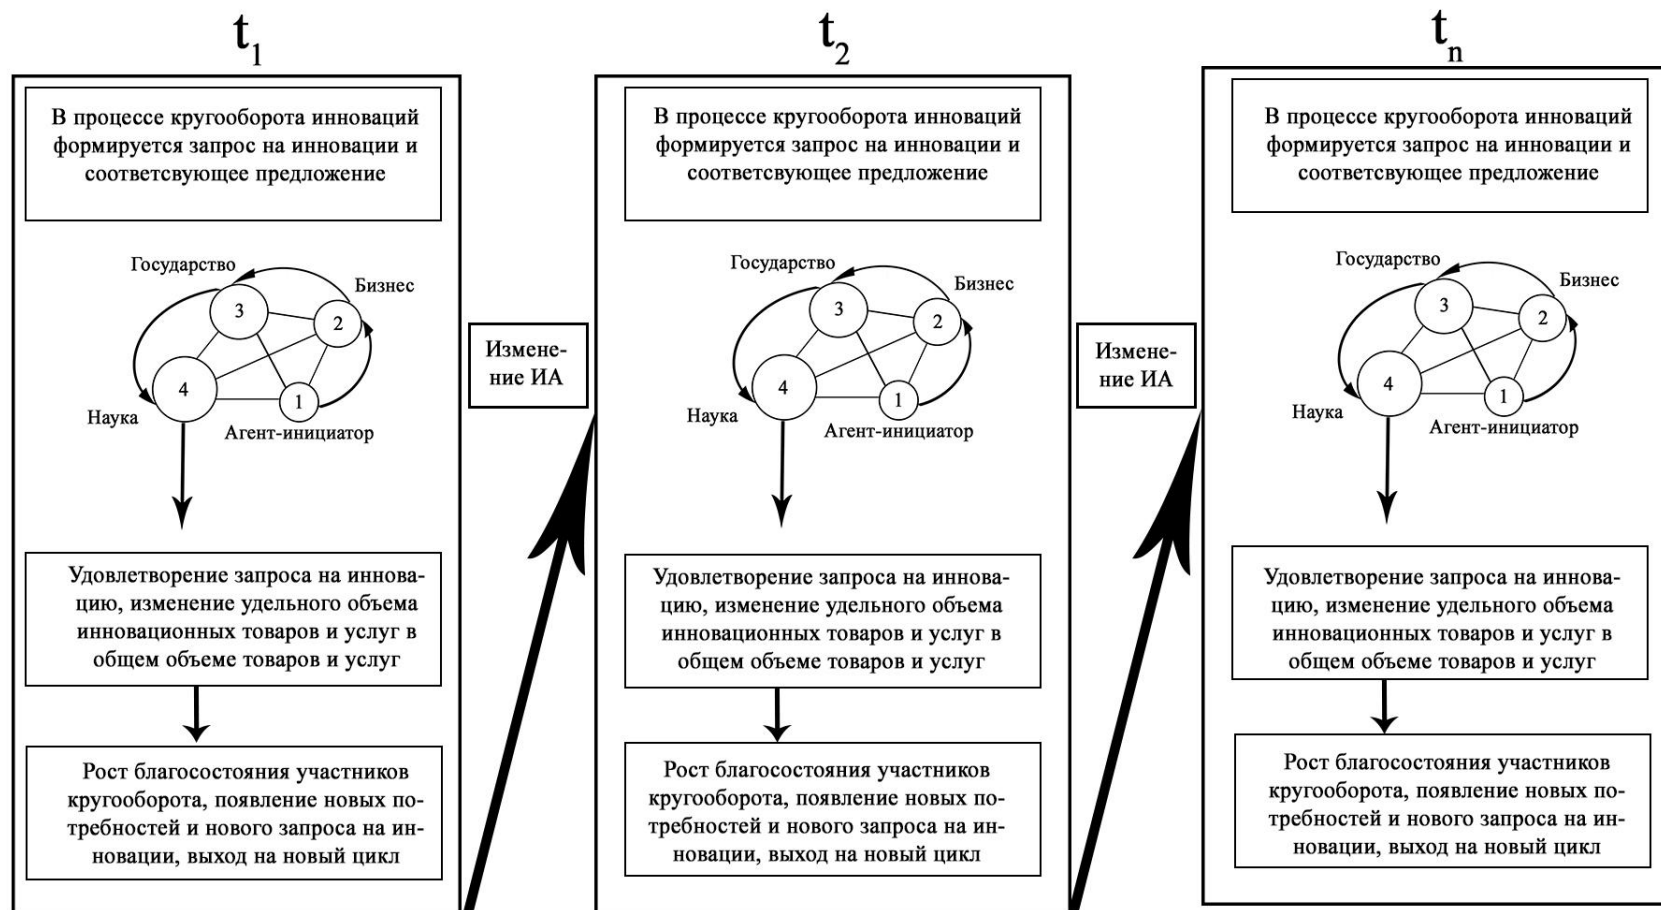 t1
В процессе кругооборота инноваций
формируется запрос на инновации и
соответсвующее предложение
Государство
Бизнес
3
2
4
1
Наука
Агент-инициатор
Удовлетворение запроса на иннова-
цию, изменение удельного объема
инновационных товаров и услуг в
общем объеме товаров и услуг
Рост благосостояния участников
кругооборота, появление новых по-
требностей и нового запроса на ин-
новации, выход на новый цикл
Измене-
ние ИА
t2
В процессе кругооборота инноваций
формируется запрос на инновации и
соответсвующее предложение
Государство
Бизнес
3
2
4
1
Наука
Агент-инициатор
Удовлетворение запроса на иннова-
цию, изменение удельного объема
инновационных товаров и услуг в
общем объеме товаров и услуг
Рост благосостояния участников
кругооборота, появление новых по-
требностей и нового запроса на ин-
новации, выход на новый цикл
Измене-
ние ИА
tn
В процессе кругооборота инноваций
формируется запрос на инновации и
соответсвующее предложение
Государство
Бизнес
3
2
4
1
Наука
Агент-инициатор
Удовлетворение запроса на иннова-
цию, изменение удельного объема
инновационных товаров и услуг в
общем объеме товаров и услуг
Рост благосостояния участников
кругооборота, появление новых по-
требностей и нового запроса на ин-
новации, выход на новый цикл